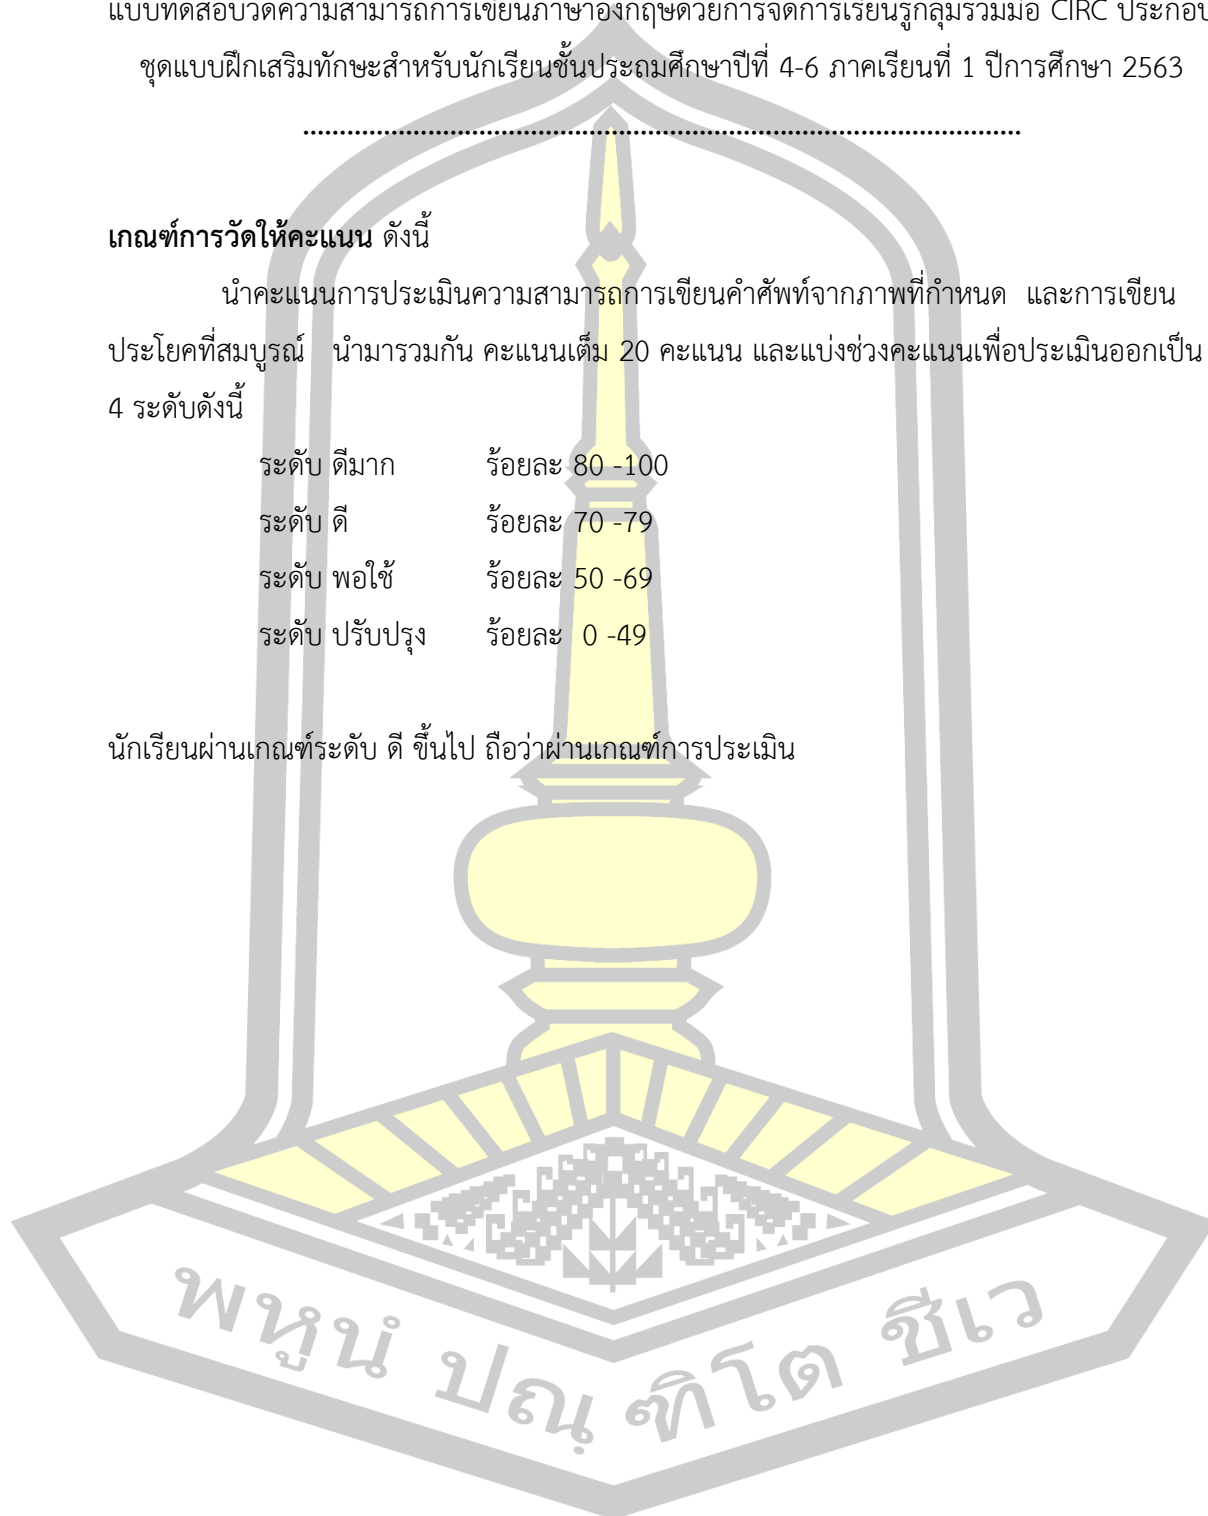 แบบทดสอบวัดความสามารถการเขียนภาษาอังกฤษด้วยการจัดการเรียนรู้กลุ่มร่วมมือ CIRC ประกอบ
ชุดแบบฝึกเสริมทักษะสำหรับนักเรียนชั้นประถมศึกษาปีที่ 4-6 ภาคเรียนที่ 1 ปีการศึกษา 2563
................................................................................................
เกณฑ์การวัดให้คะแนน ดังนี้
นำคะแนนการประเมินความสามารถการเขียนคำศัพท์จากภาพที่กำหนด และการเขียน
ประโยคที่สมบูรณ์ นำมารวมกัน คะแนนเต็ม 20 คะแนน และแบ่งช่วงคะแนนเพื่อประเมินออกเป็น
4 ระดับดังนี้
ระดับ ดีมาก ร้อยละ 80 -100
ระดับ ดี ร้อยละ 70 -79
ระดับ พอใช้ ร้อยละ 50 -69
ระดับ ปรับปรุง ร้อยละ 0 -49
นักเรียนผ่านเกณฑ์ระดับ ดี ขึ้นไป ถือว่าผ่านเกณฑ์การประเมิน
พหูนํ ปณฺฑิโต ชีเว